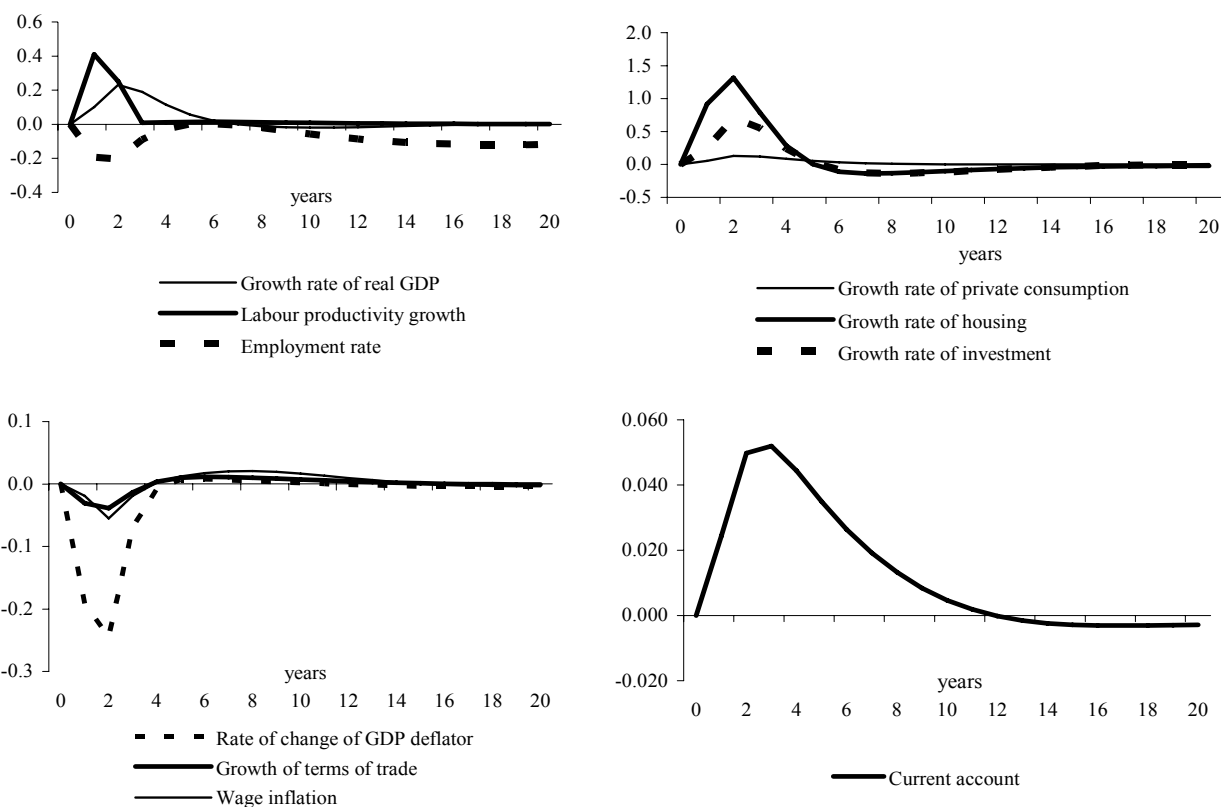 0.6
0.4
0.2
0.0
-0.2
-0.4
years
0 2 4 6 8 10 12 14 16 18 20
Growth rate of real GDP
Labour productivity growth
Employment rate
2.0
1.5
1.0
0.5
0.0
-0.5
0 2 4 6 8 10 12 14 16 18 20
years
Growth rate of private consumption
Growth rate of housing
Growth rate of investment
0.1
0.0
-0.1
-0.2
-0.3
years
0 2 4 6 8 10 12 14 16 18 20
Rate of change of GDP deflator
Growth of terms of trade
Wage inflation
0.060
0.040
0.020
0.000
-0.020
years
0 2 4 6 8 10 12 14 16 18 20
Current account